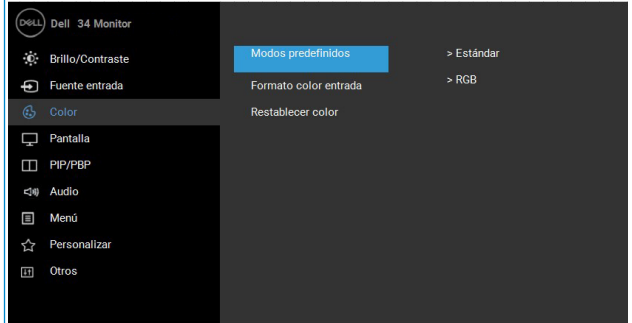 DELL Dell 34 Monitor
Brillo/Contraste
Fuente entrada
Color
Pantalla
PIP/PBP
Audio
Menú
Personalizar
Otros
Modos predefinidos > Estándar
Formato color entrada > RGB
Restablecer color